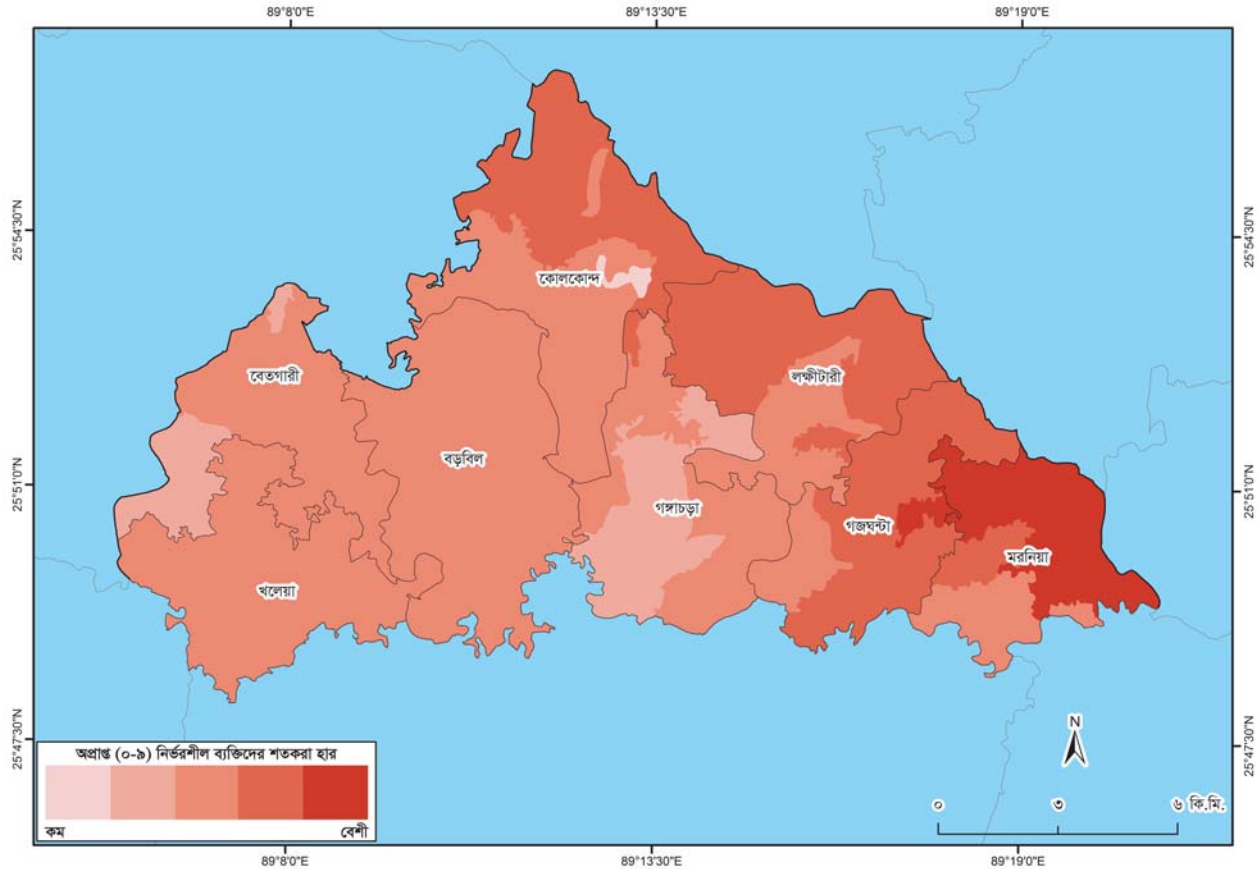 89°8'0"E
89°13'30"E
89°19'0"E
25°54'30"N
25°54'30"N
কোলকোন্দ
বেতগারী
লক্ষীটারী
বড়বিল
25°51'0"N
25°51'0"N
গঙ্গাচড়া
গজঘন্টা
মরনিয়া
খলেয়া
25°47'30"N
25°47'30"N
N
অপ্রাপ্ত (০-৯) নির্ভরশীল ব্যক্তিদের শতকরা হার
কম
বেশী
০
৩
৬ কি.মি.
89°8'0"E
89°13'30"E
89°19'0"E